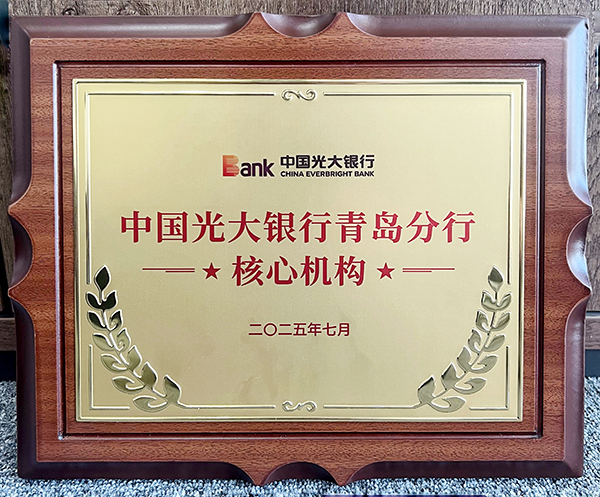 Bank 中国光大银行
CHINA EVERBRIGHT BANK
中国光大银行青岛分行
★ 核心机构 ★
二〇二五年七月